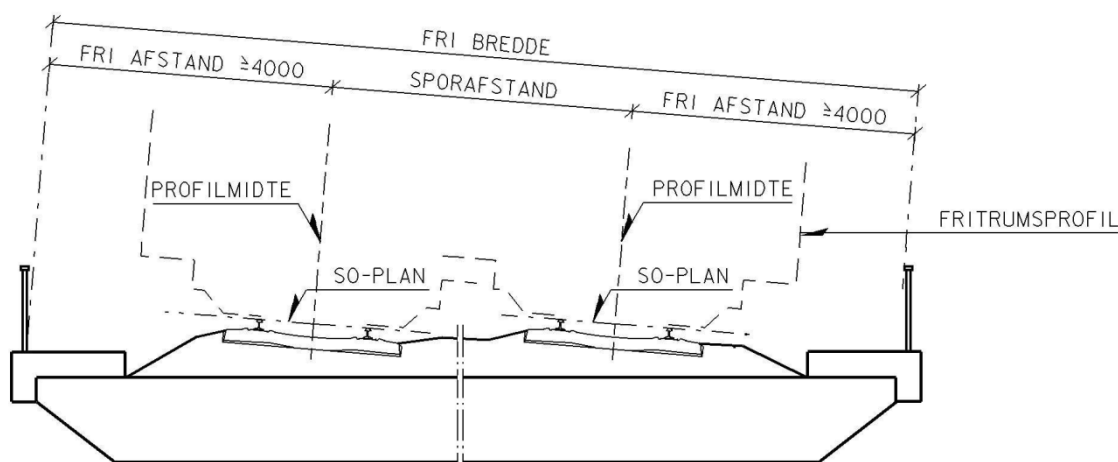 FRI BREDDE
FRI AFSTAND ≥4000
SPORAFSTAND
FRI AFSTAND ≥4000
PROFILMIDTE
PROFILMIDTE
FRITRUMSPROFIL
SO-PLAN
SO-PLAN